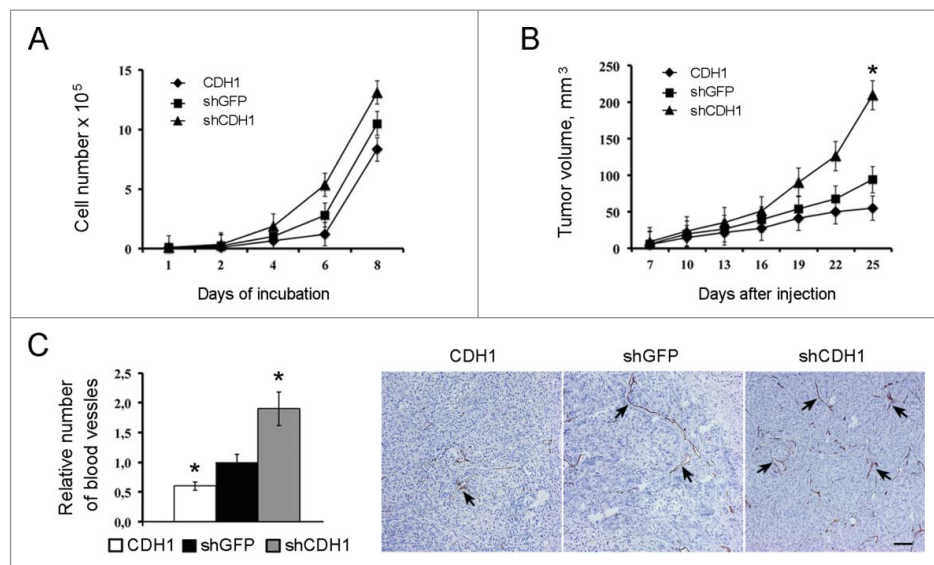 A
Cell number x 10⁵
15
10
5
0
CDH1
shGFP
shCDH1
1 2 4 6 8
Days of incubation
B
Tumor volume, mm³
250
200
150
100
50
0
CDH1
shGFP
shCDH1
*
7 10 13 16 19 22 25
Days after injection
C
Relative number
of blood vessles
2,5
2,0
1,5
1,0
0,5
0,0
*
*
CDH1 shGFP shCDH1
CDH1 shGFP shCDH1